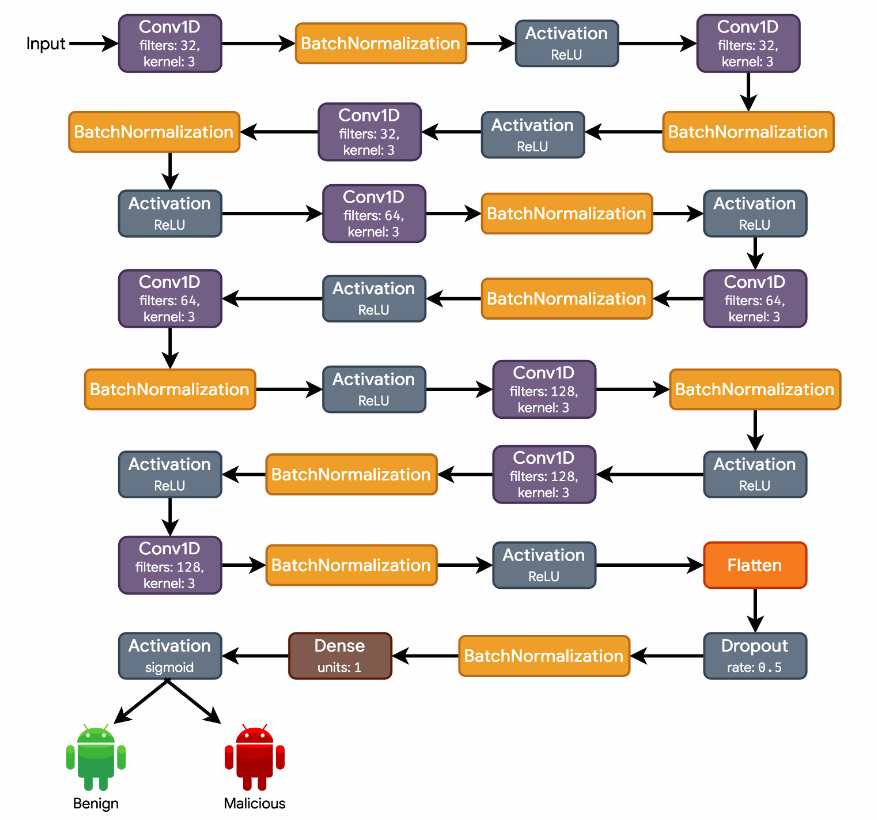 Input
Conv1D
filters: 32,
kernel: 3
BatchNormalization
Activation
ReLU
Conv1D
filters: 32,
kernel: 3
BatchNormalization
Activation
ReLU
Conv1D
filters: 32,
kernel: 3
BatchNormalization
Activation
ReLU
Conv1D
filters: 64,
kernel: 3
BatchNormalization
Activation
ReLU
Conv1D
filters: 64,
kernel: 3
BatchNormalization
Activation
ReLU
Conv1D
filters: 64,
kernel: 3
BatchNormalization
Activation
ReLU
Conv1D
filters: 128,
kernel: 3
BatchNormalization
Activation
ReLU
Conv1D
filters: 128,
kernel: 3
BatchNormalization
Activation
ReLU
Conv1D
filters: 128,
kernel: 3
BatchNormalization
Activation
ReLU
Flatten
Dropout
rate: 0.5
BatchNormalization
Dense
units: 1
Activation
sigmoid
Benign
Malicious